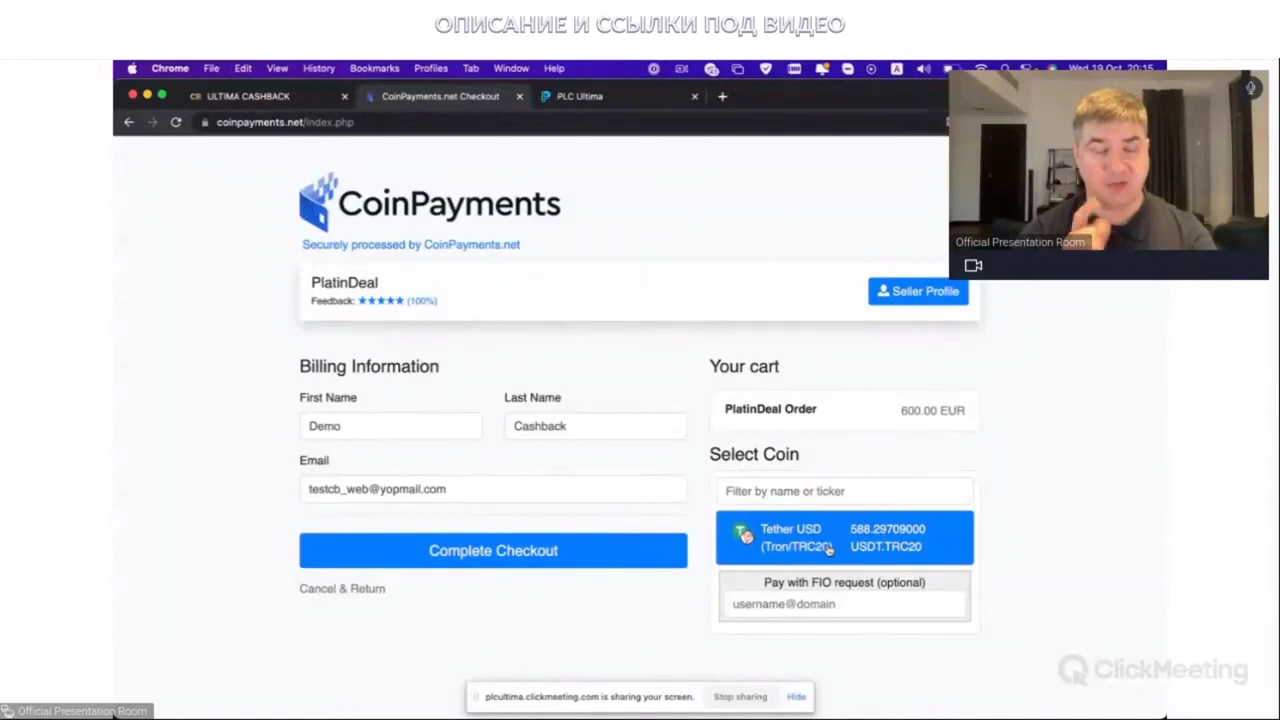 ОПИСАНИЕ И ССЫЛКИ ПОД ВИДЕО
Chrome File Edit View History Bookmarks Profiles Tab Window Help
Wed 19 Oct 20:15
ULTIMA CASHBACK
CoinPayments.net Checkout
PLC Ultima
coinpayments.net/index.php
CoinPayments
Securely processed by CoinPayments.net
Official Presentation Room
PlatinDeal
Feedback: ★★★★★ (100%)
Seller Profile
Billing Information
Your cart
First Name
Last Name
PlatinDeal Order
600.00 EUR
Demo
Cashback
Select Coin
Email
testcb_web@yopmail.com
Filter by name or ticker
Tether USD 588.29709000
(Tron/TRC20) USDT.TRC20
Complete Checkout
Pay with FIO request (optional)
Cancel & Return
username@domain
ClickMeeting
plcultima.clickmeeting.com is sharing your screen.
Stop sharing
Hide
Official Presentation Room